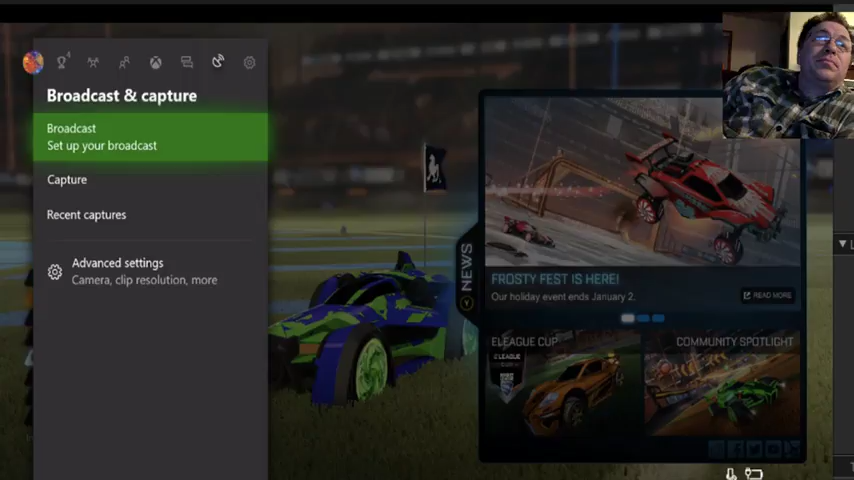 4
Broadcast & capture
Broadcast
Set up your broadcast
Capture
Recent captures
Advanced settings
Camera, clip resolution, more
NEWS
Y
FROSTY FEST IS HERE!
Our holiday event ends January 2.
READ MORE
ELEAGUE CUP
COMMUNITY SPOTLIGHT